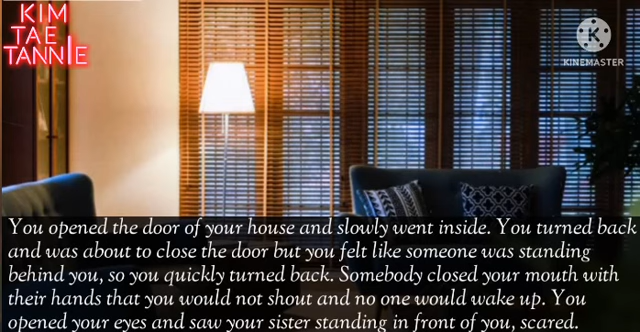 KIM
TAE
TANNIE
KINEMASTER
You opened the door of your house and slowly went inside. You turned back
and was about to close the door but you felt like someone was standing
behind you, so you quickly turned back. Somebody closed your mouth with
their hands that you would not shout and no one would wake up. You
opened your eyes and saw your sister standing in front of you, scared.